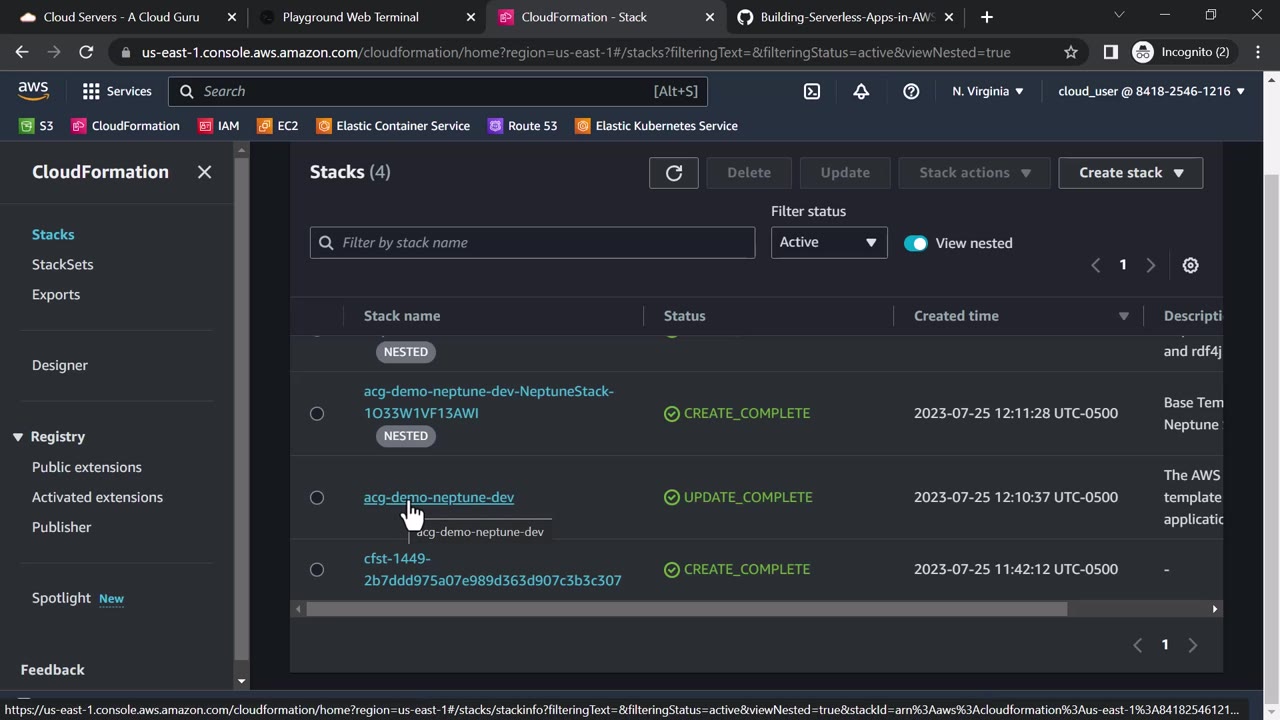 Cloud Servers - A Cloud Guru
Playground Web Terminal
CloudFormation - Stack
Building-Serverless-Apps-in-AWS
us-east-1.console.aws.amazon.com/cloudformation/home?region=us-east-1#/stacks?filteringText=&filteringStatus=active&viewNested=true
Incognito (2)
aws
Services
Search
[Alt+S]
N. Virginia
cloud_user @ 8418-2546-1216
S3
CloudFormation
IAM
EC2
Elastic Container Service
Route 53
Elastic Kubernetes Service
CloudFormation
Stacks
StackSets
Exports
Designer
Registry
Public extensions
Activated extensions
Publisher
Spotlight New
Feedback
Stacks (4)
Delete
Update
Stack actions
Create stack
Filter status
Filter by stack name
Active
View nested
1
Stack name
Status
Created time
Descripti
NESTED
and rdf4j
acg-demo-neptune-dev-NeptuneStack-
1O33W1VF13AWI
NESTED
CREATE_COMPLETE
2023-07-25 12:11:28 UTC-0500
Base Tem
Neptune
acg-demo-neptune-dev
UPDATE_COMPLETE
2023-07-25 12:10:37 UTC-0500
The AWS
template
applicatic
acg-demo-neptune-dev
cfst-1449-
2b7ddd975a07e989d363d907c3b3c307
CREATE_COMPLETE
2023-07-25 11:42:12 UTC-0500
-
1
https://us-east-1.console.aws.amazon.com/cloudformation/home?region=us-east-1#/stacks/stackinfo?filteringText=&filteringStatus=active&viewNested=true&stackId=arn%3Aaws%3Acloudformation%3Aus-east-1%3A84182546121...